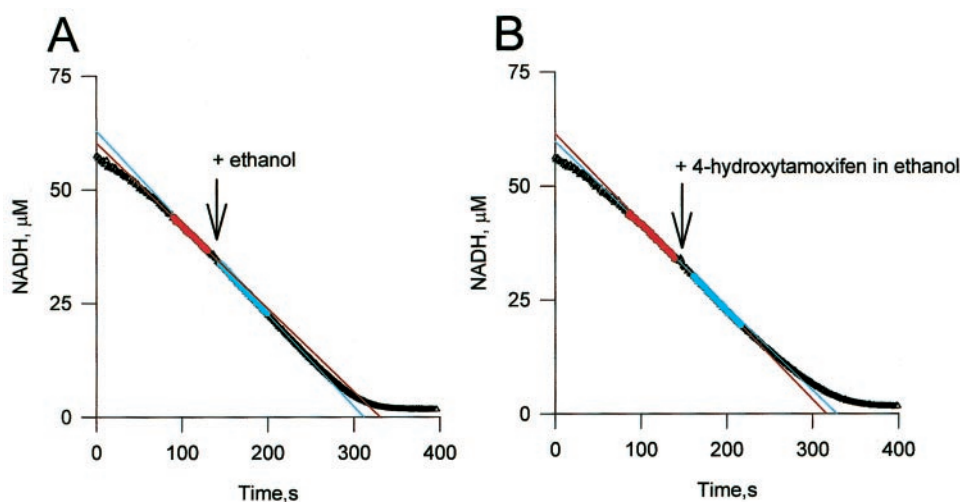 A
75
50
25
0
NADH, µM
+ ethanol
0 100 200 300 400
Time,s
B
75
50
25
0
NADH, µM
+ 4-hydroxytamoxifen in ethanol
0 100 200 300 400
Time,s